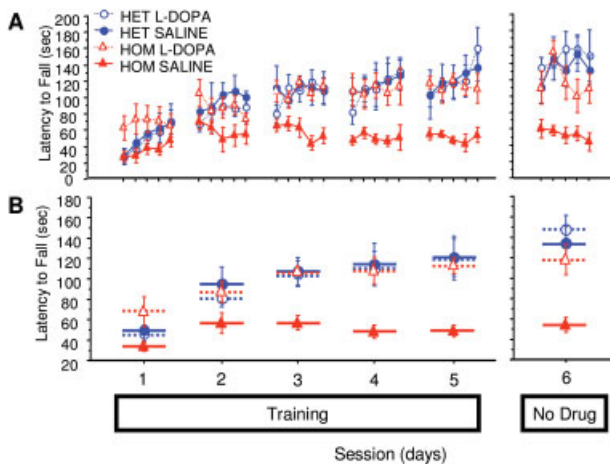 A
HET L-DOPA
HET SALINE
HOM L-DOPA
HOM SALINE
Latency to Fall (sec)
200
180
160
140
120
100
80
60
40
20
0
B
Latency to Fall (sec)
180
160
140
120
100
80
60
40
20
1 2 3 4 5 6
Training No Drug
Session (days)